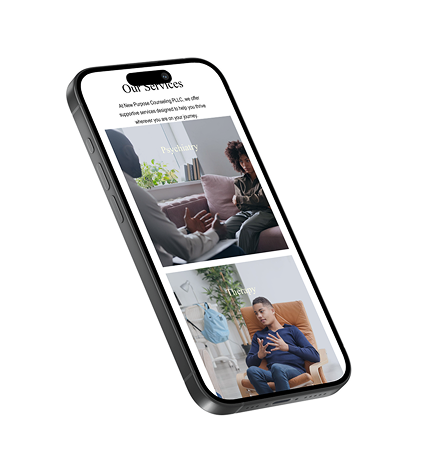 Our Services
At New Purpose Counseling PLLC, we offer
supportive services designed to help you thrive
wherever you are on your journey.
Psychiatry
Therapy